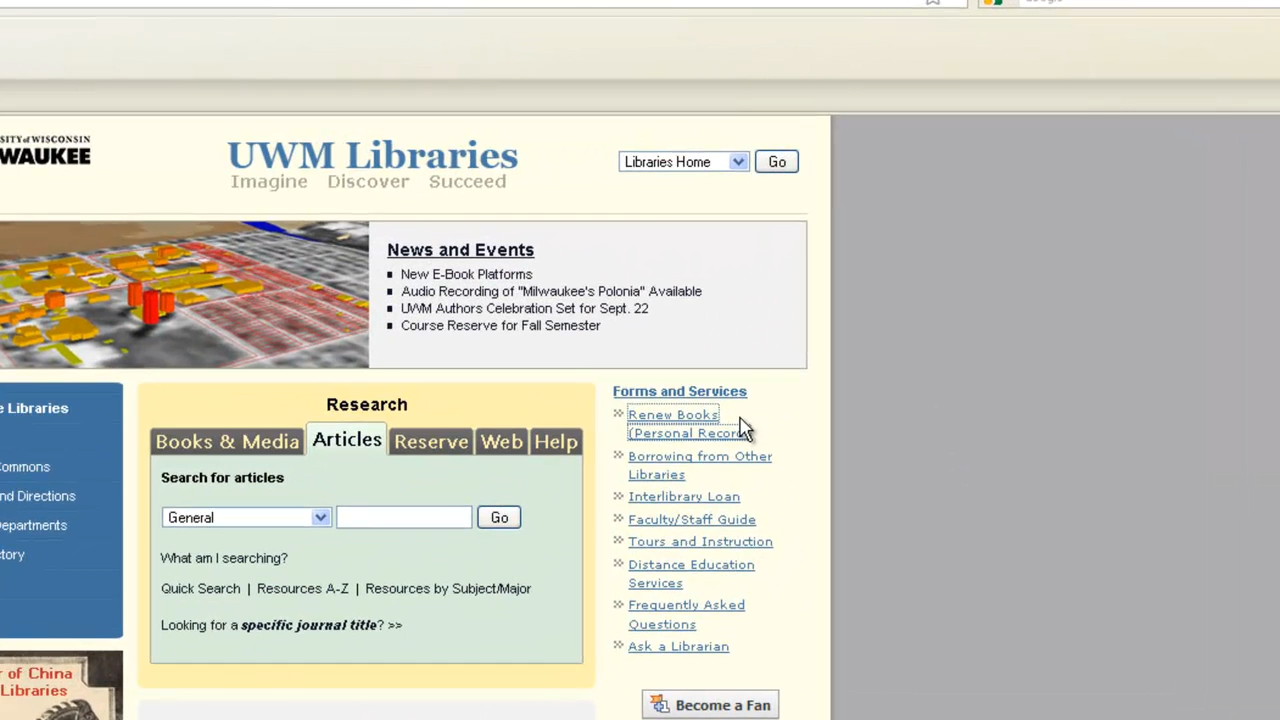 SITY of WISCONSIN
WAUKEE
UWM Libraries
Imagine Discover Succeed
Libraries Home
Go
News and Events
New E-Book Platforms
Audio Recording of "Milwaukee's Polonia" Available
UWM Authors Celebration Set for Sept. 22
Course Reserve for Fall Semester
e Libraries
ommons
nd Directions
epartments
tory
r of China
Libraries
Research
Books & Media
Articles
Reserve
Web
Help
Search for articles
General
Go
What am I searching?
Quick Search | Resources A-Z | Resources by Subject/Major
Looking for a specific journal title? >>
Forms and Services
Renew Books
(Personal Recor
Borrowing from Other
Libraries
Interlibrary Loan
Faculty/Staff Guide
Tours and Instruction
Distance Education
Services
Frequently Asked
Questions
Ask a Librarian
Become a Fan